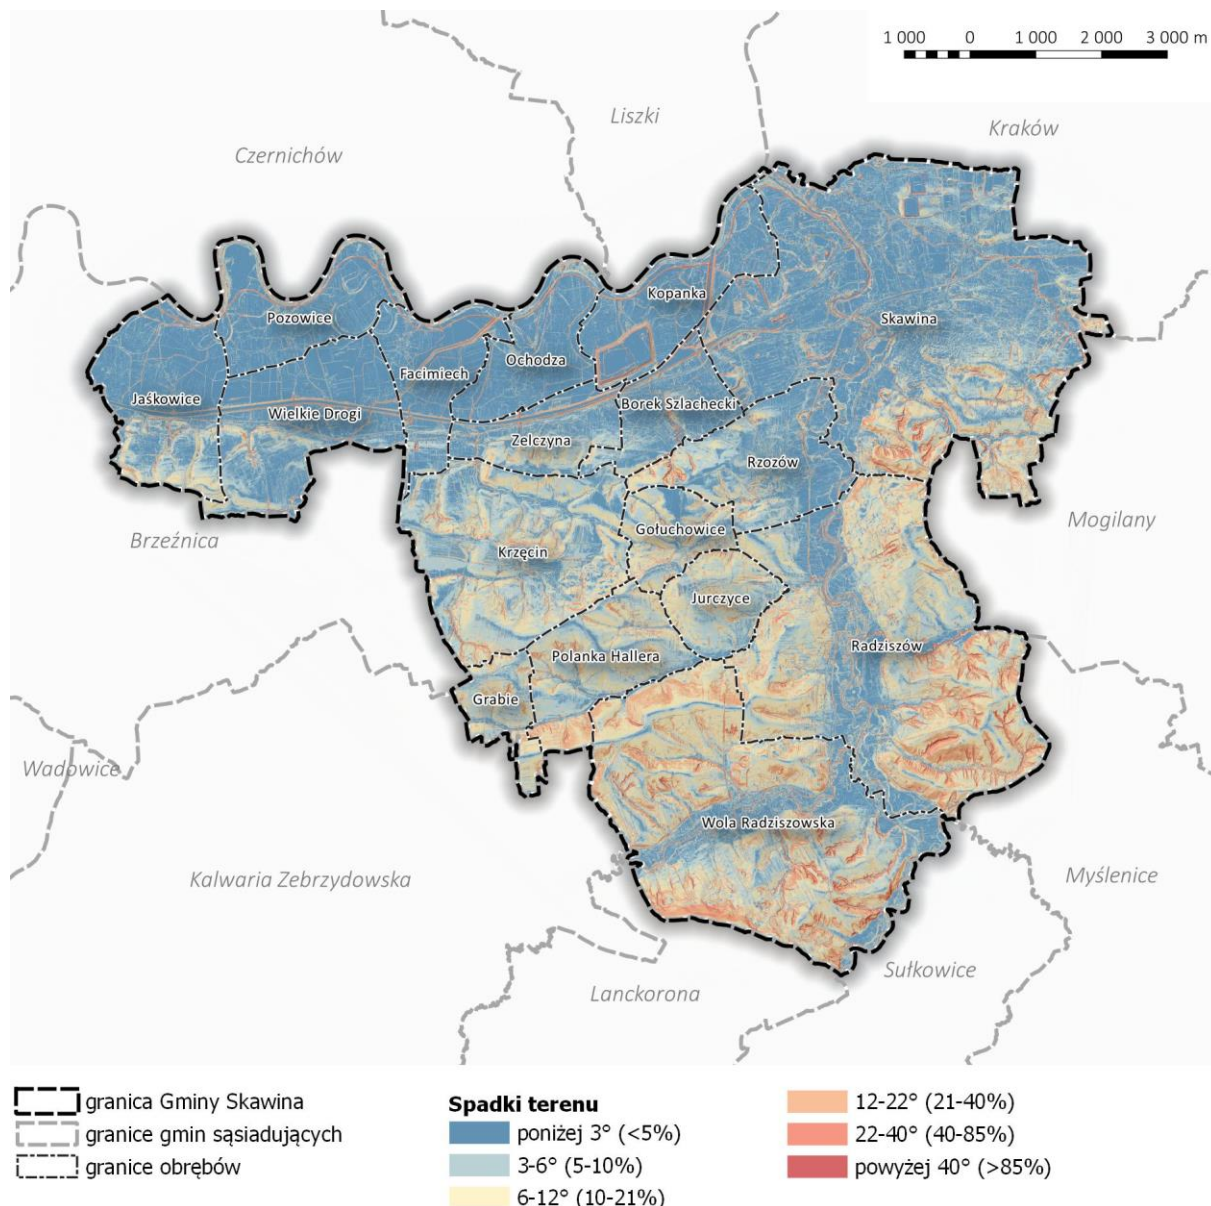 1 000 0 1 000 2 000 3 000 m
Liszki
Kraków
Czernichów
Kopanka
Pozowice
Skawina
Ochodza
Facimiech
Jaśkowice
Borek Szlachecki
Wielkie Drogi
Zelczyna
Rzozów
Mogilany
Gołuchowice
Brzeźnica
Krzęcin
Jurczyce
Radziszów
Polanka Hallera
Grabie
Wadowice
Wola Radziszowska
Kalwaria Zebrzydowska
Myślenice
Sułkowice
Lanckorona
granica Gminy Skawina
granice gmin sąsiadujących
granice obrębów
Spadki terenu
poniżej 3° (<5%)
3-6° (5-10%)
6-12° (10-21%)
12-22° (21-40%)
22-40° (40-85%)
powyżej 40° (>85%)